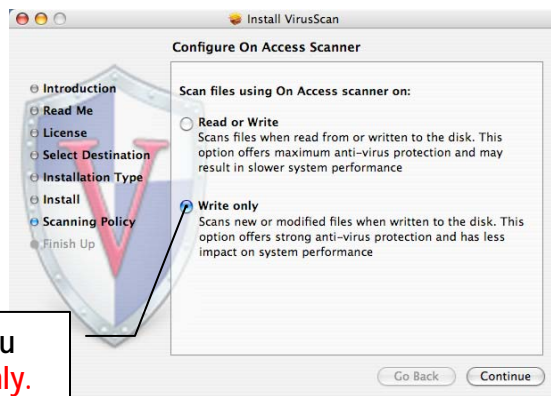 Install VirusScan
Configure On Access Scanner
Introduction
Read Me
License
Select Destination
Installation Type
Install
Scanning Policy
Finish Up
Scan files using On Access scanner on:
Read or Write
Scans files when read from or written to the disk. This
option offers maximum anti-virus protection and may
result in slower system performance
Write only
Scans new or modified files when written to the disk. This
option offers strong anti-virus protection and has less
impact on system performance
Go Back
Continue